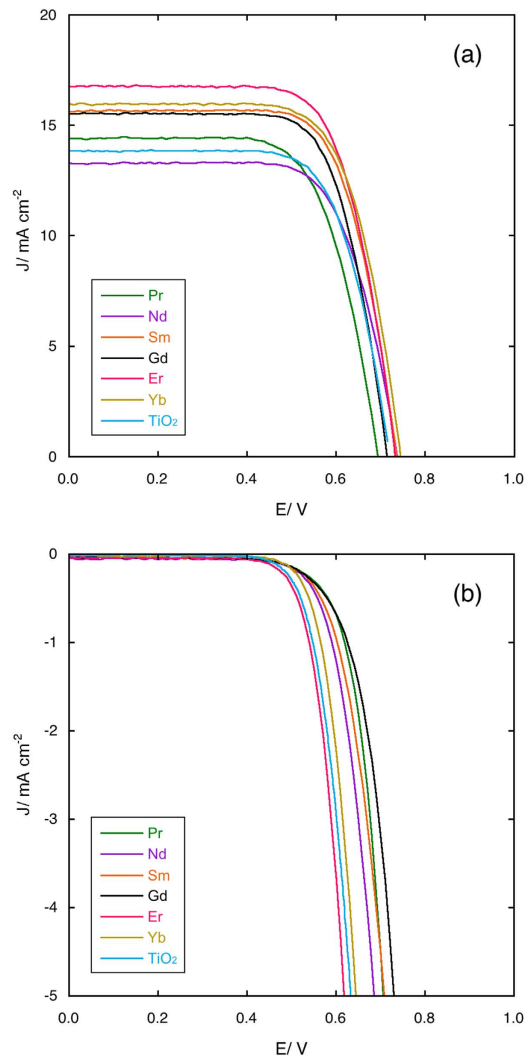 20
(a)
15
J/ mA cm-2
10
Pr
Nd
Sm
Gd
Er
Yb
TiO2
5
0
0.0 0.2 0.4 0.6 0.8 1.0
E/ V
0
(b)
-1
-2
J/ mA cm-2
-3
Pr
Nd
Sm
Gd
Er
Yb
TiO2
-4
-5
0.0 0.2 0.4 0.6 0.8 1.0
E/ V